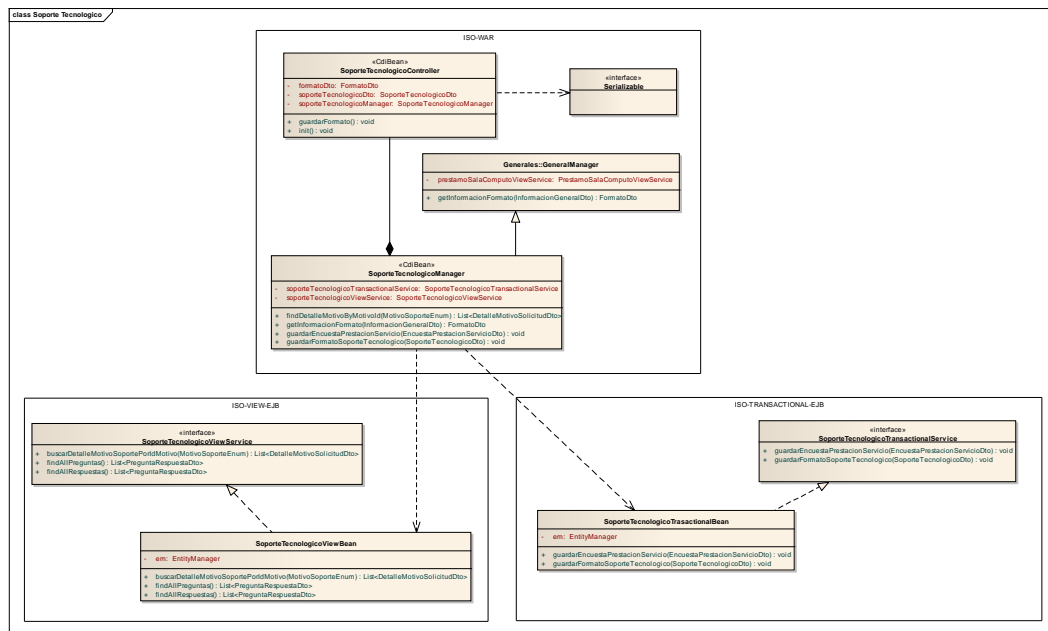 class Soporte Tecnologico
ISO-WAR
«CdiBean»
SoporteTecnologicoController
- formatoDto: FormatoDto
- soporteTecnologicoDto: SoporteTecnologicoDto
- soporteTecnologicoManager: SoporteTecnologicoManager
+ guardarFormato() : void
+ init() : void
«interface»
Serializable
Generales::GeneralManager
- prestamoSalaComputoViewService: PrestamoSalaComputoViewService
+ getInformacionFormato(InformacionGeneralDto) : FormatoDto
«CdiBean»
SoporteTecnologicoManager
- soporteTecnologicoTransactionalService: SoporteTecnologicoTransactionalService
- soporteTecnologicoViewService: SoporteTecnologicoViewService
+ findDetalleMotivoByMotivoId(MotivoSoporteEnum) : List<DetalleMotivoSolicitudDto>
+ getInformacionFormato(InformacionGeneralDto) : FormatoDto
+ guardarEncuestaPrestacionServicio(EncuestaPrestacionServicioDto) : void
+ guardarFormatoSoporteTecnologico(SoporteTecnologicoDto) : void
ISO-VIEW-EJB
«interface»
SoporteTecnologicoViewService
+ buscarDetalleMotivoSoportePorIdMotivo(MotivoSoporteEnum) : List<DetalleMotivoSolicitudDto>
+ findAllPreguntas() : List<PreguntaRespuestaDto>
+ findAllRespuestas() : List<PreguntaRespuestaDto>
SoporteTecnologicoViewBean
- em: EntityManager
+ buscarDetalleMotivoSoportePorIdMotivo(MotivoSoporteEnum) : List<DetalleMotivoSolicitudDto>
+ findAllPreguntas() : List<PreguntaRespuestaDto>
+ findAllRespuestas() : List<PreguntaRespuestaDto>
ISO-TRANSACTIONAL-EJB
«interface»
SoporteTecnologicoTransactionalService
+ guardarEncuestaPrestacionServicio(EncuestaPrestacionServicioDto) : void
+ guardarFormatoSoporteTecnologico(SoporteTecnologicoDto) : void
SoporteTecnologicoTrasactionalBean
- em: EntityManager
+ guardarEncuestaPrestacionServicio(EncuestaPrestacionServicioDto) : void
+ guardarFormatoSoporteTecnologico(SoporteTecnologicoDto) : void